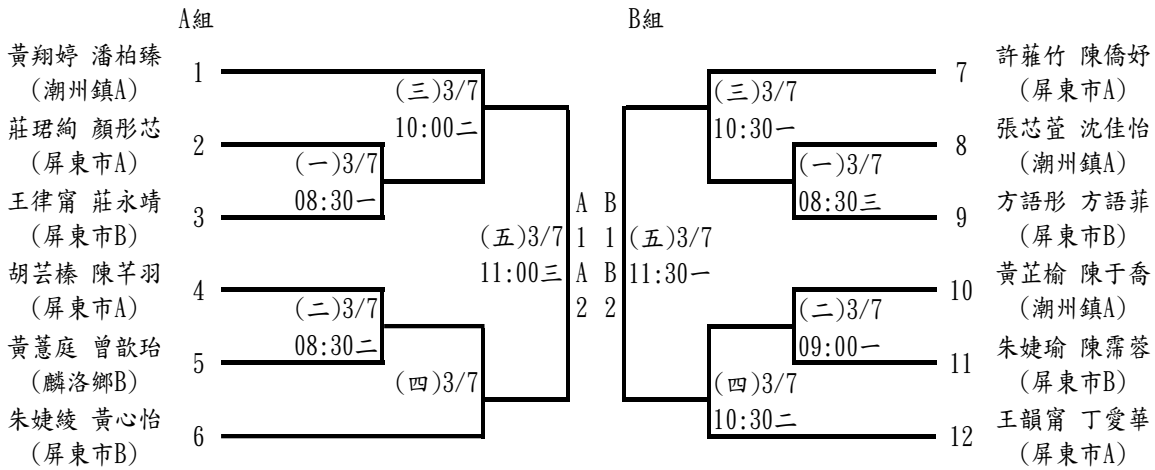 A組
黃翔婷 潘柏臻
(潮州鎮A)
1
莊珺絢 顏彤芯
(屏東市A)
2
王律甯 莊永靖
(屏東市B)
3
胡芸榛 陳芊羽
(屏東市A)
4
黃薏庭 曾歆珆
(麟洛鄉B)
5
朱婕綾 黃心怡
(屏東市B)
6
(三)3/7
10:00二
(一)3/7
08:30一
(二)3/7
08:30二
(四)3/7
(五)3/7
11:00三
A B
1 1
A B
2 2
B組
(三)3/7
10:30一
(一)3/7
08:30三
(五)3/7
11:30一
(二)3/7
09:00一
(四)3/7
10:30二
7
許蕥竹 陳僑妤
(屏東市A)
8
張芯萓 沈佳怡
(潮州鎮A)
9
方語彤 方語菲
(屏東市B)
10
黃芷榆 陳于喬
(潮州鎮A)
11
朱婕瑜 陳霈蓉
(屏東市B)
12
王韻甯 丁愛華
(屏東市A)